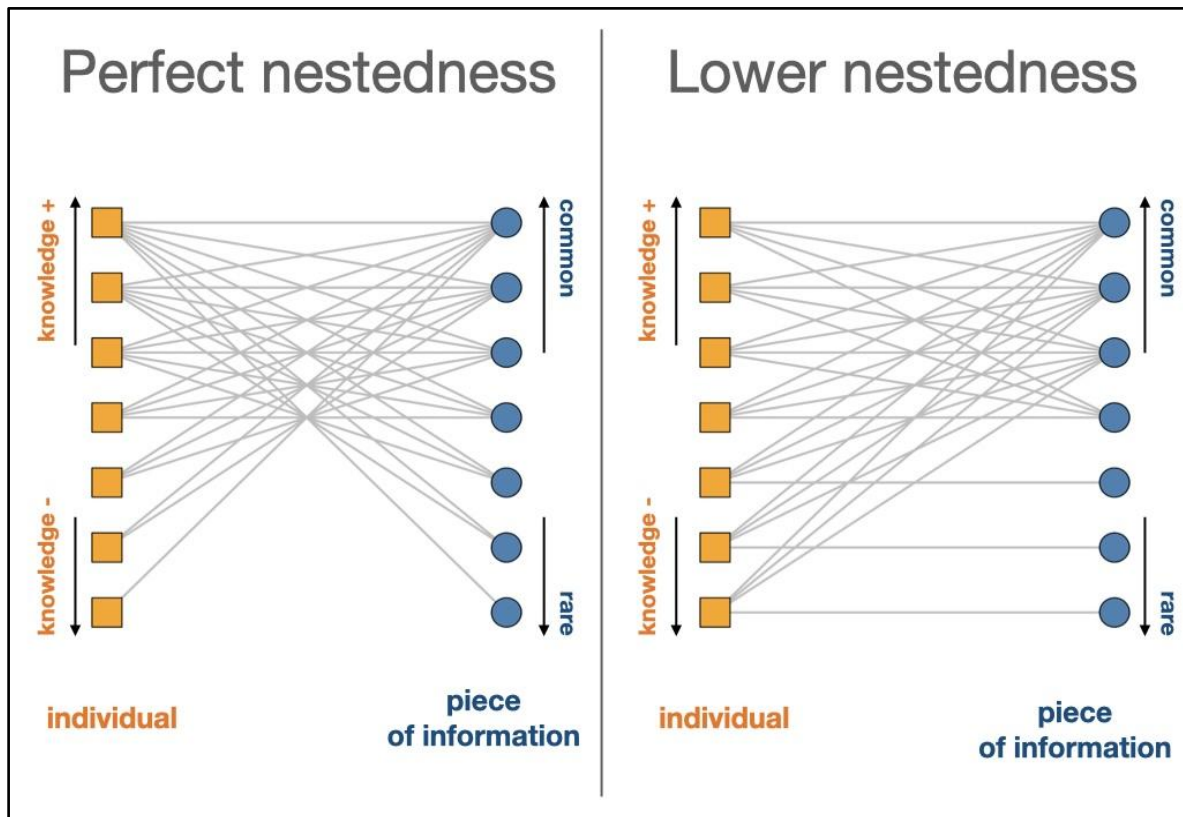 Perfect nestedness
knowledge +
common
knowledge -
rare
individual
piece
of information
Lower nestedness
knowledge +
common
knowledge -
rare
individual
piece
of information